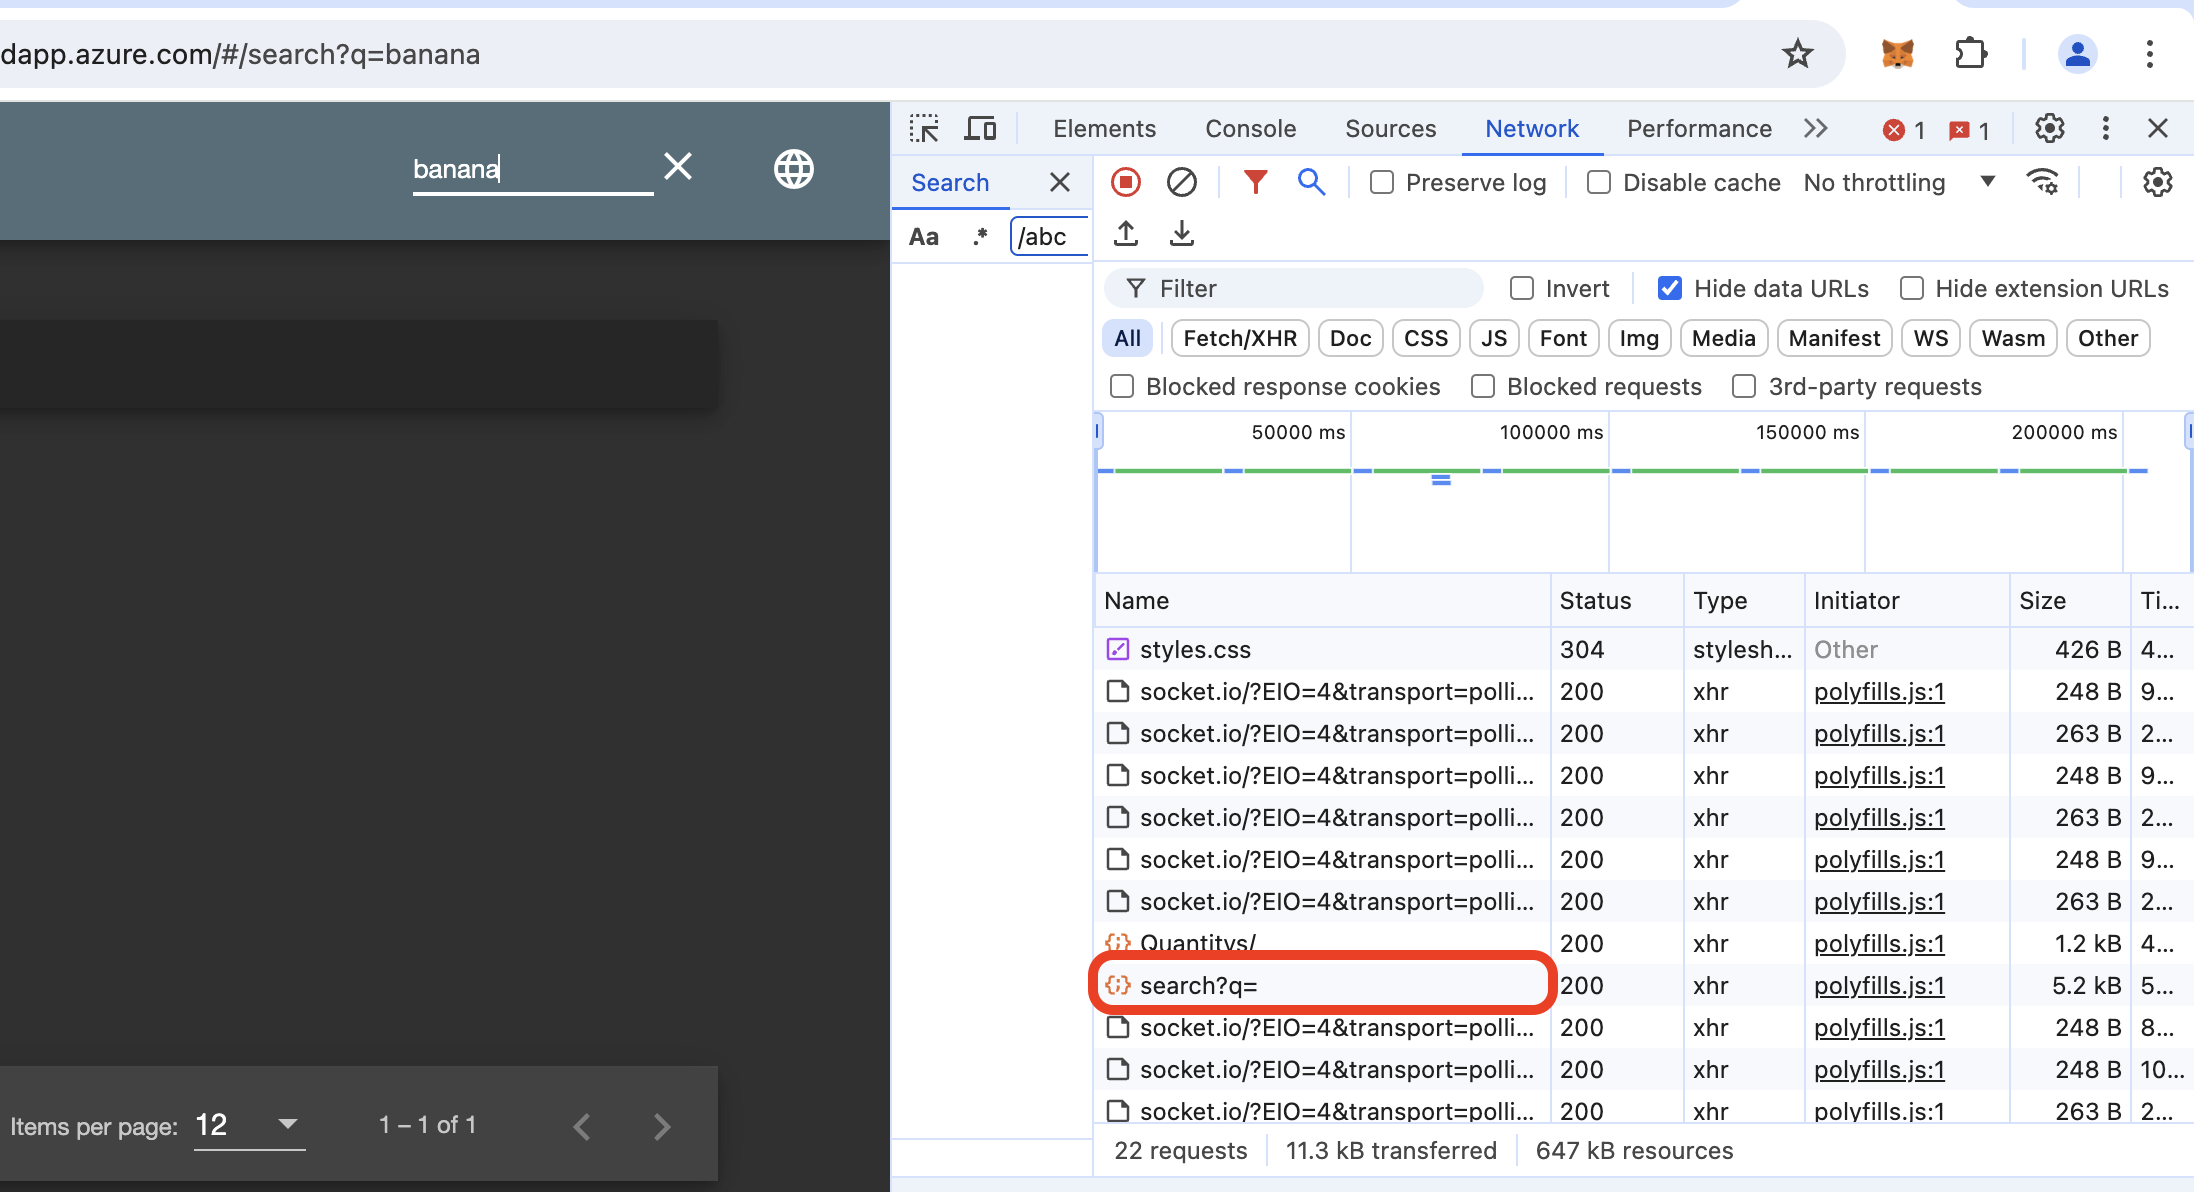 dapp.azure.com/#/search?q=banana
banana
Elements Console Sources Network Performance 1 1
Search
Preserve log Disable cache No throttling
Aa .* /abc
Filter Invert Hide data URLs Hide extension URLs
All Fetch/XHR Doc CSS JS Font Img Media Manifest WS Wasm Other
Blocked response cookies Blocked requests 3rd-party requests
50000 ms 100000 ms 150000 ms 200000 ms
Name Status Type Initiator Size Ti...
styles.css 304 stylesh... Other 426 B 4...
socket.io/?EIO=4&transport=polli... 200 xhr polyfills.js:1 248 B 9...
socket.io/?EIO=4&transport=polli... 200 xhr polyfills.js:1 263 B 2...
socket.io/?EIO=4&transport=polli... 200 xhr polyfills.js:1 248 B 9...
socket.io/?EIO=4&transport=polli... 200 xhr polyfills.js:1 263 B 2...
socket.io/?EIO=4&transport=polli... 200 xhr polyfills.js:1 248 B 9...
socket.io/?EIO=4&transport=polli... 200 xhr polyfills.js:1 263 B 2...
Quantitys/ 200 xhr polyfills.js:1 1.2 kB 4...
search?q= 200 xhr polyfills.js:1 5.2 kB 5...
socket.io/?EIO=4&transport=polli... 200 xhr polyfills.js:1 248 B 8...
socket.io/?EIO=4&transport=polli... 200 xhr polyfills.js:1 248 B 10...
socket.io/?EIO=4&transport=polli... 200 xhr polyfills.js:1 263 B 2...
Items per page: 12 1 – 1 of 1
22 requests 11.3 kB transferred 647 kB resources